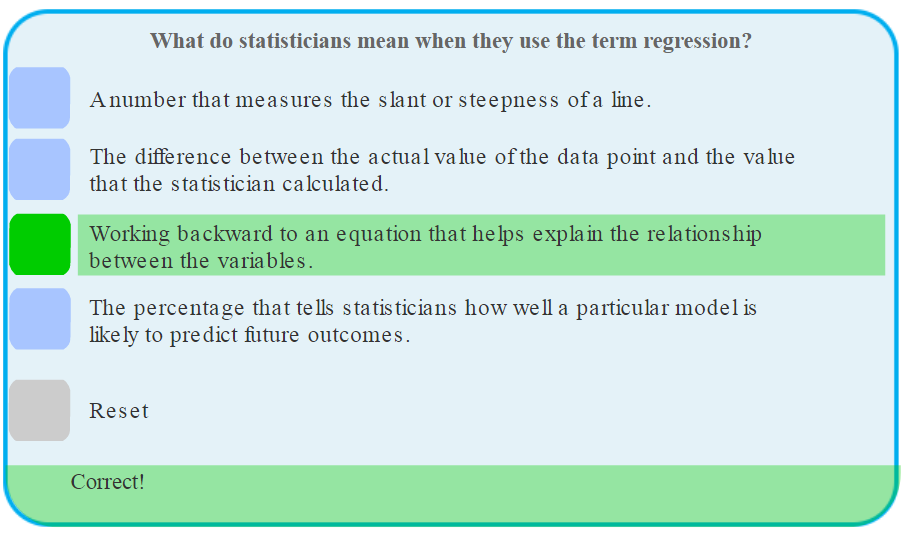 What do statisticians mean when they use the term regression?
A number that measures the slant or steepness of a line.
The difference between the actual value of the data point and the value
that the statistician calculated.
Working backward to an equation that helps explain the relationship
between the variables.
The percentage that tells statisticians how well a particular model is
likely to predict future outcomes.
Reset
Correct!